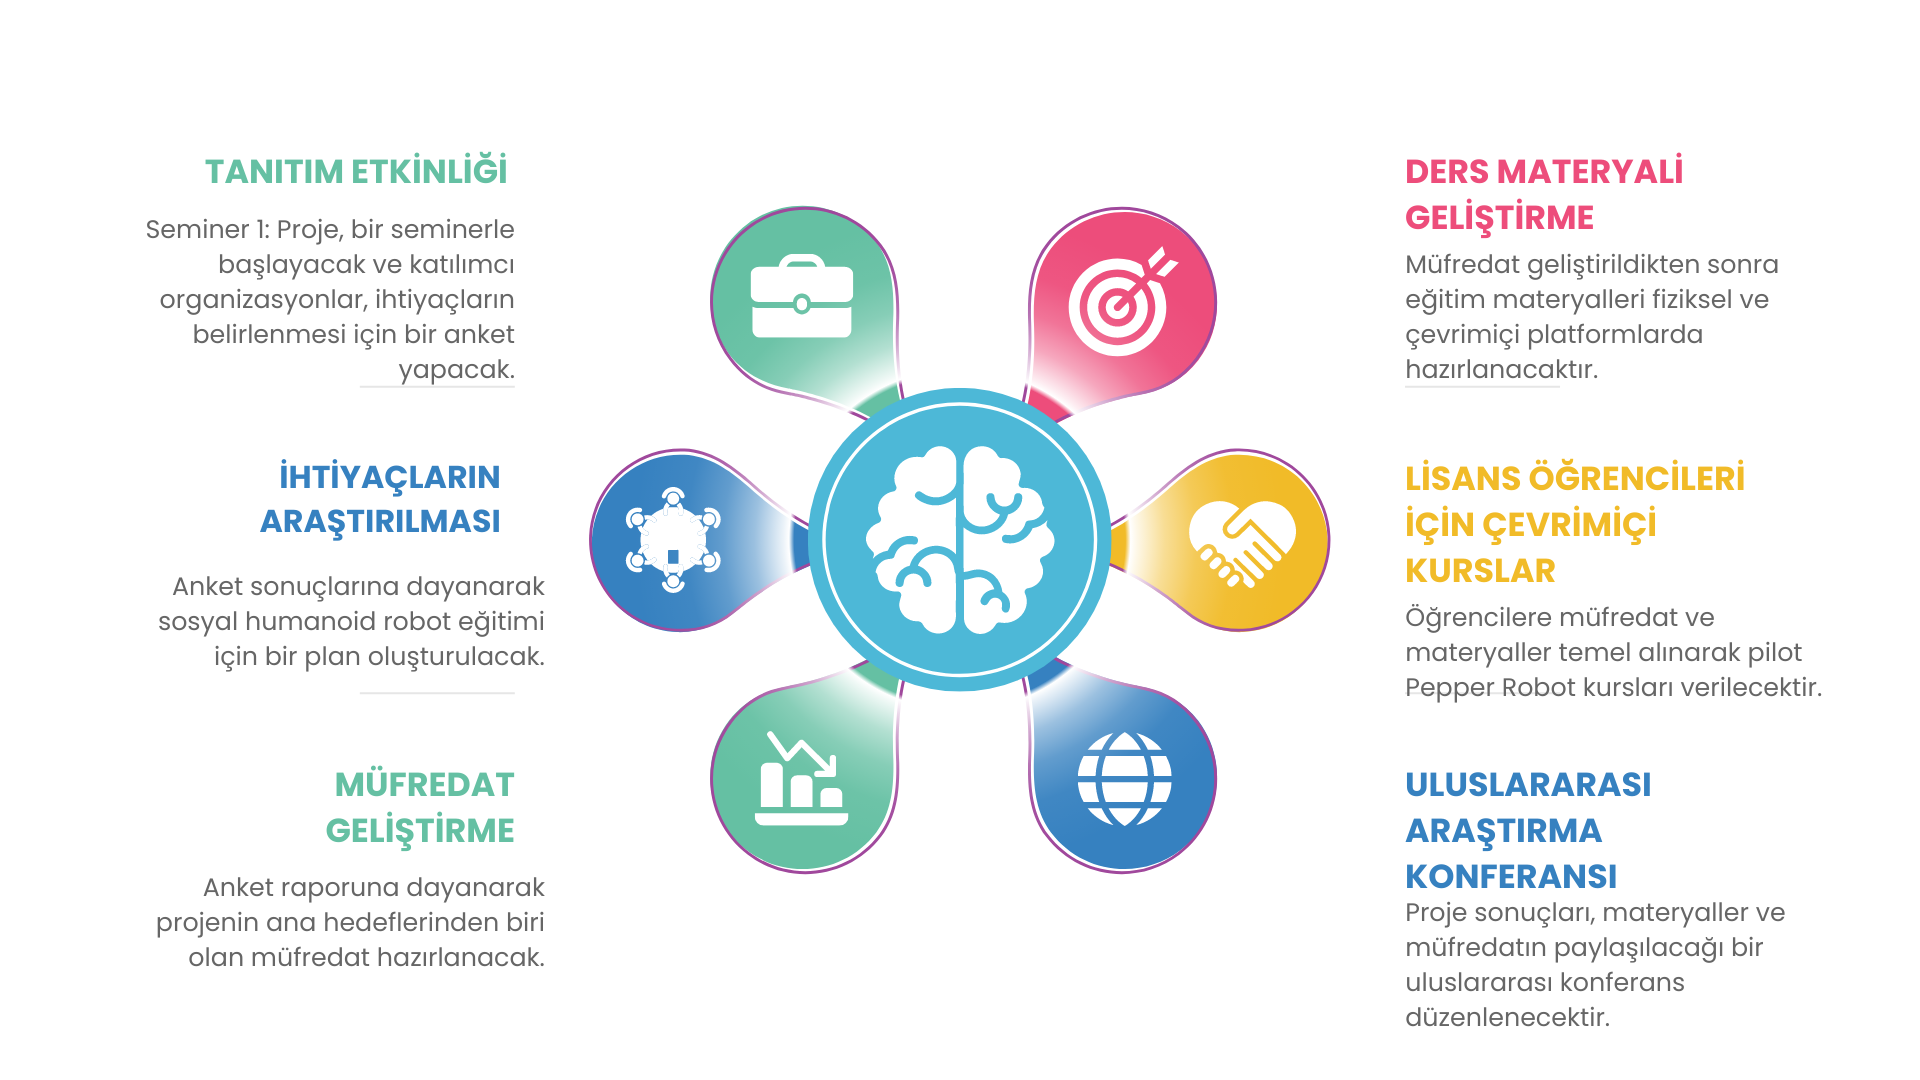 TANITIM ETKİNLİĞİ
Seminer 1: Proje, bir seminerle
başlayacak ve katılımcı
organizasyonlar, ihtiyaçların
belirlenmesi için bir anket
yapacak.
İHTİYAÇLARIN
ARAŞTIRILMASI
Anket sonuçlarına dayanarak
sosyal humanoid robot eğitimi
için bir plan oluşturulacak.
MÜFREDAT
GELİŞTİRME
Anket raporuna dayanarak
projenin ana hedeflerinden biri
olan müfredat hazırlanacak.
DERS MATERYALİ
GELİŞTİRME
Müfredat geliştirildikten sonra
eğitim materyalleri fiziksel ve
çevrimiçi platformlarda
hazırlanacaktır.
LİSANS ÖĞRENCİLERİ
İÇİN ÇEVRİMİÇİ
KURSLAR
Öğrencilere müfredat ve
materyaller temel alınarak pilot
Pepper Robot kursları verilecektir.
ULUSLARARASI
ARAŞTIRMA
KONFERANSI
Proje sonuçları, materyaller ve
müfredatın paylaşılacağı bir
uluslararası konferans
düzenlenecektir.